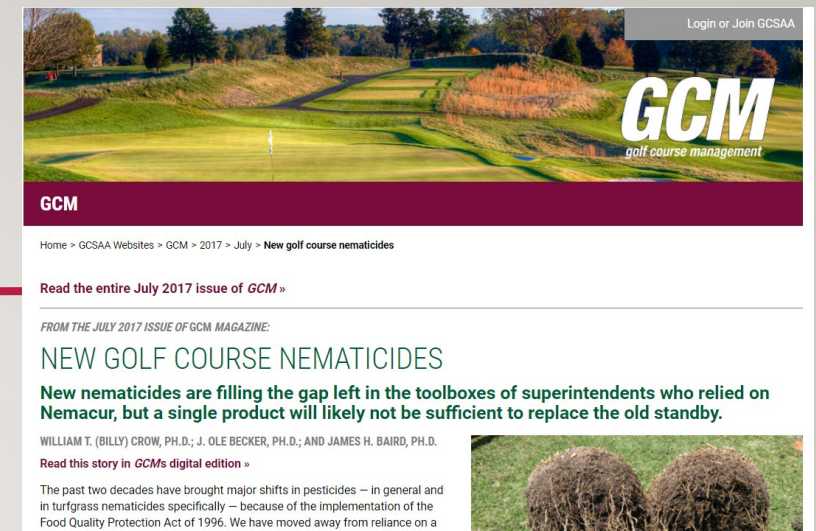 Login or Join GCSAA
GCM
golf course management
GCM
Home > GCSAA Websites > GCM > 2017 > July > New golf course nematicides
Read the entire July 2017 issue of GCM »
FROM THE JULY 2017 ISSUE OF GCM MAGAZINE:
NEW GOLF COURSE NEMATICIDES
New nematicides are filling the gap left in the toolboxes of superintendents who relied on
Nemacur, but a single product will likely not be sufficient to replace the old standby.
WILLIAM T. (BILLY) CROW, PH.D.; J. OLE BECKER, PH.D.; AND JAMES H. BAIRD, PH.D.
Read this story in GCM's digital edition »
The past two decades have brought major shifts in pesticides — in general and
in turfgrass nematicides specifically — because of the implementation of the
Food Quality Protection Act of 1996. We have moved away from reliance on a